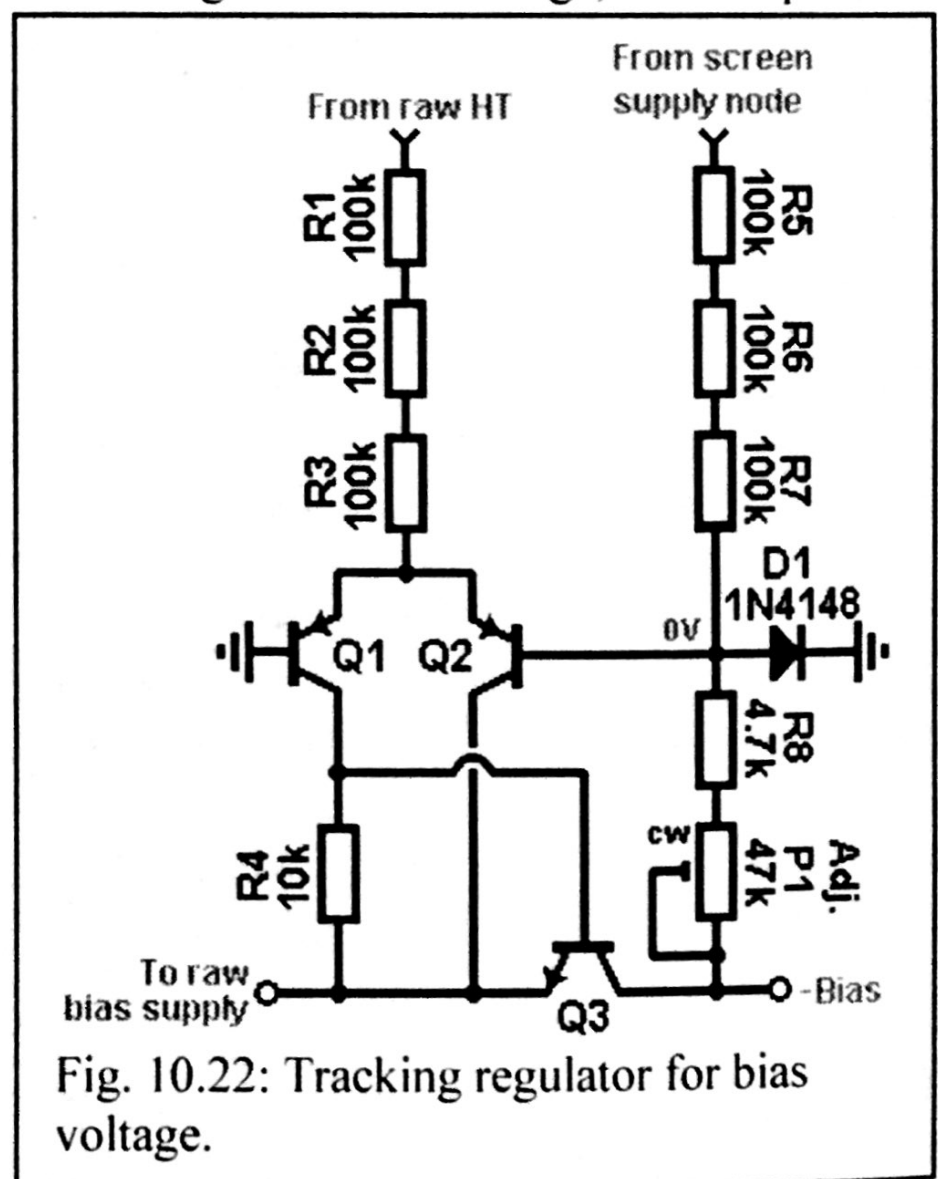 From raw HT
From screen
supply node
R1
100k
R2
100k
R3
100k
R5
100k
R6
100k
R7
100k
D1
1N4148
0V
Q1
Q2
R8
4.7k
R4
10k
cw
P1
47k
Adj.
To raw
bias supply
Q3
-Bias
Fig. 10.22: Tracking regulator for bias
voltage.